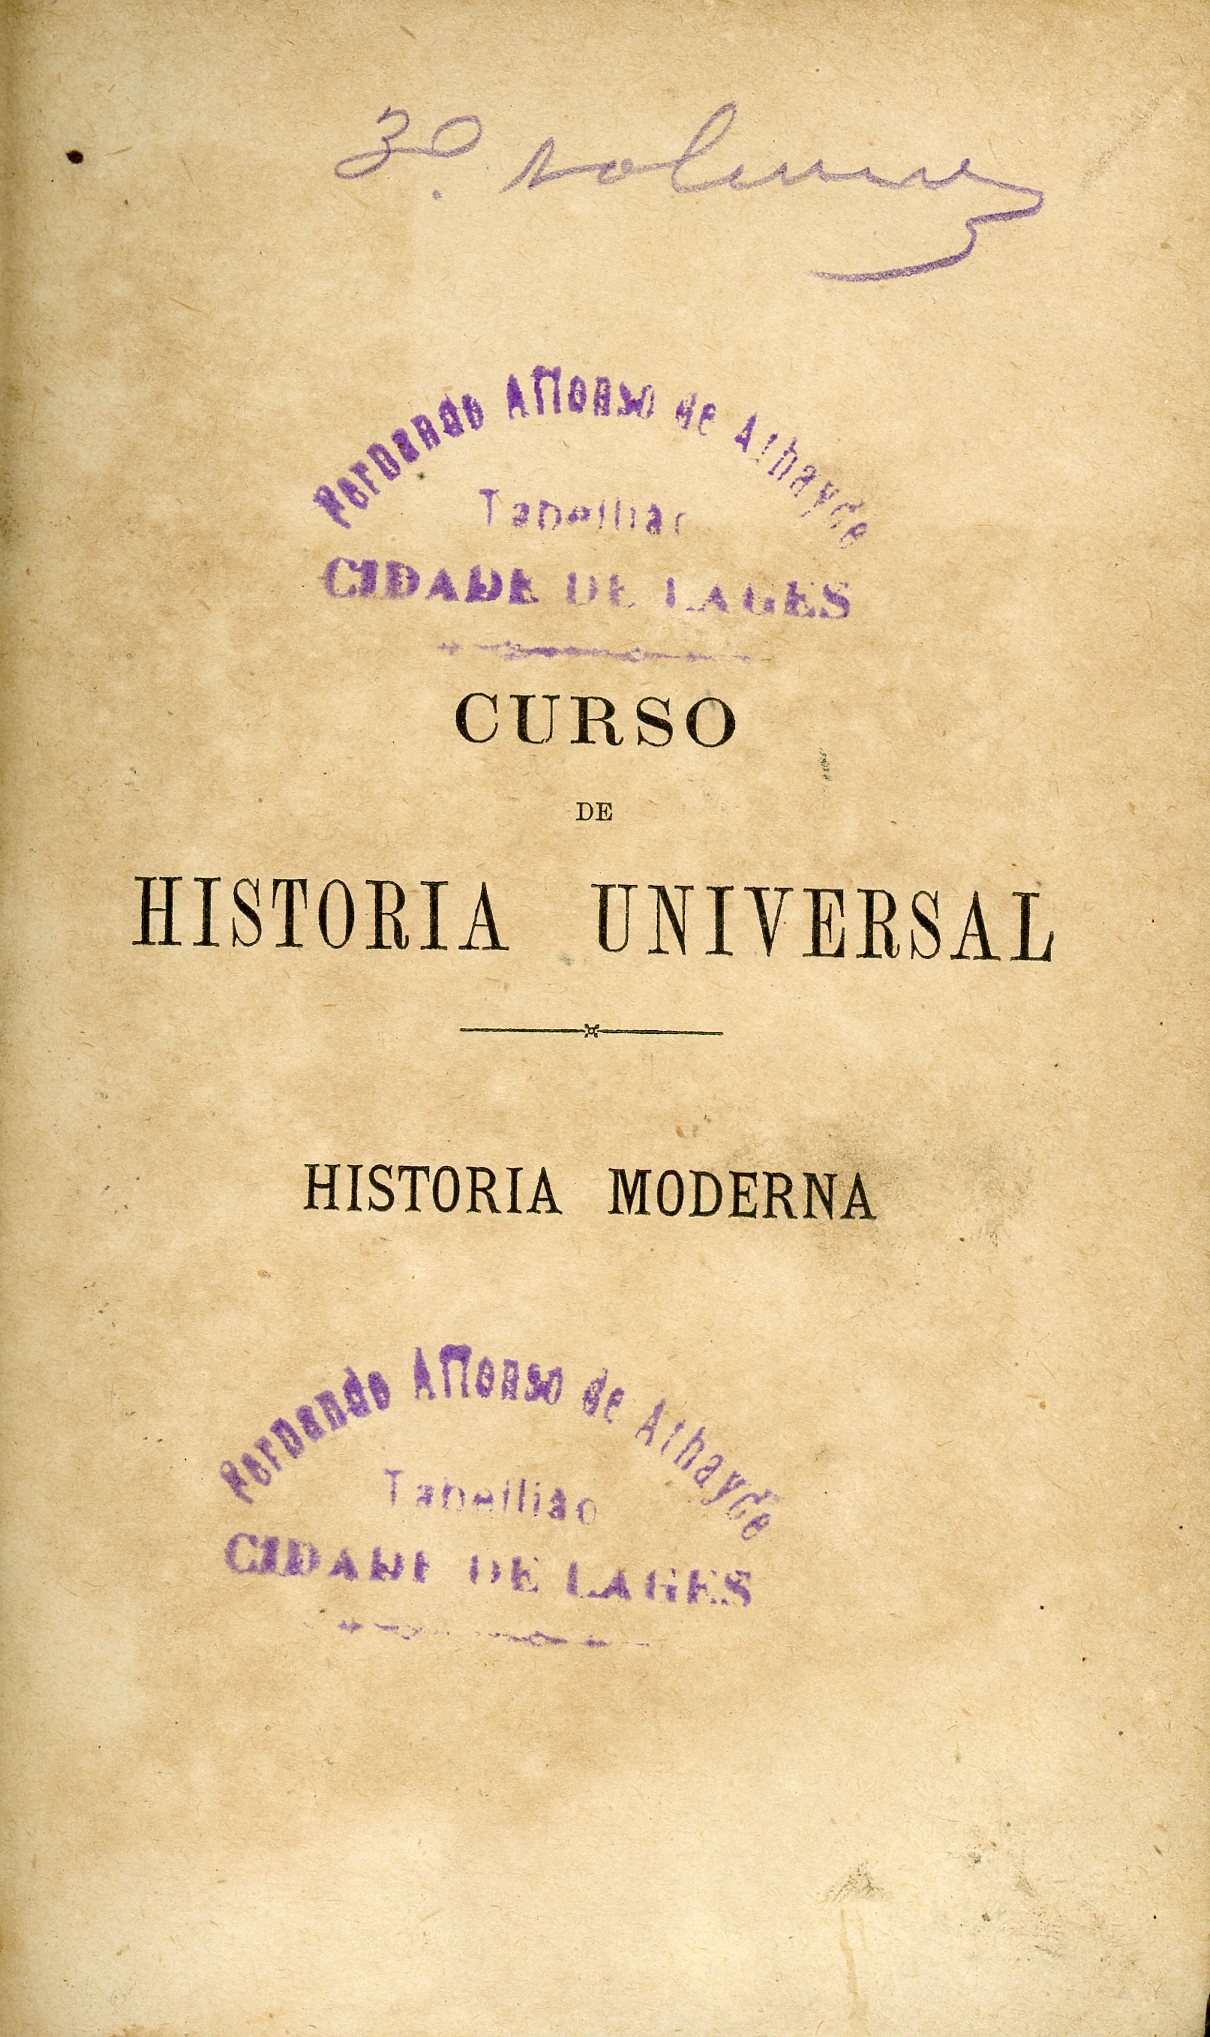 3º volume
Fernando Affonso de Athayde
Tabellião
CIDADE DE LAGES
CURSO
DE
HISTORIA UNIVERSAL
HISTORIA MODERNA
Fernando Affonso de Athayde
Tabellião
CIDADE DE LAGES